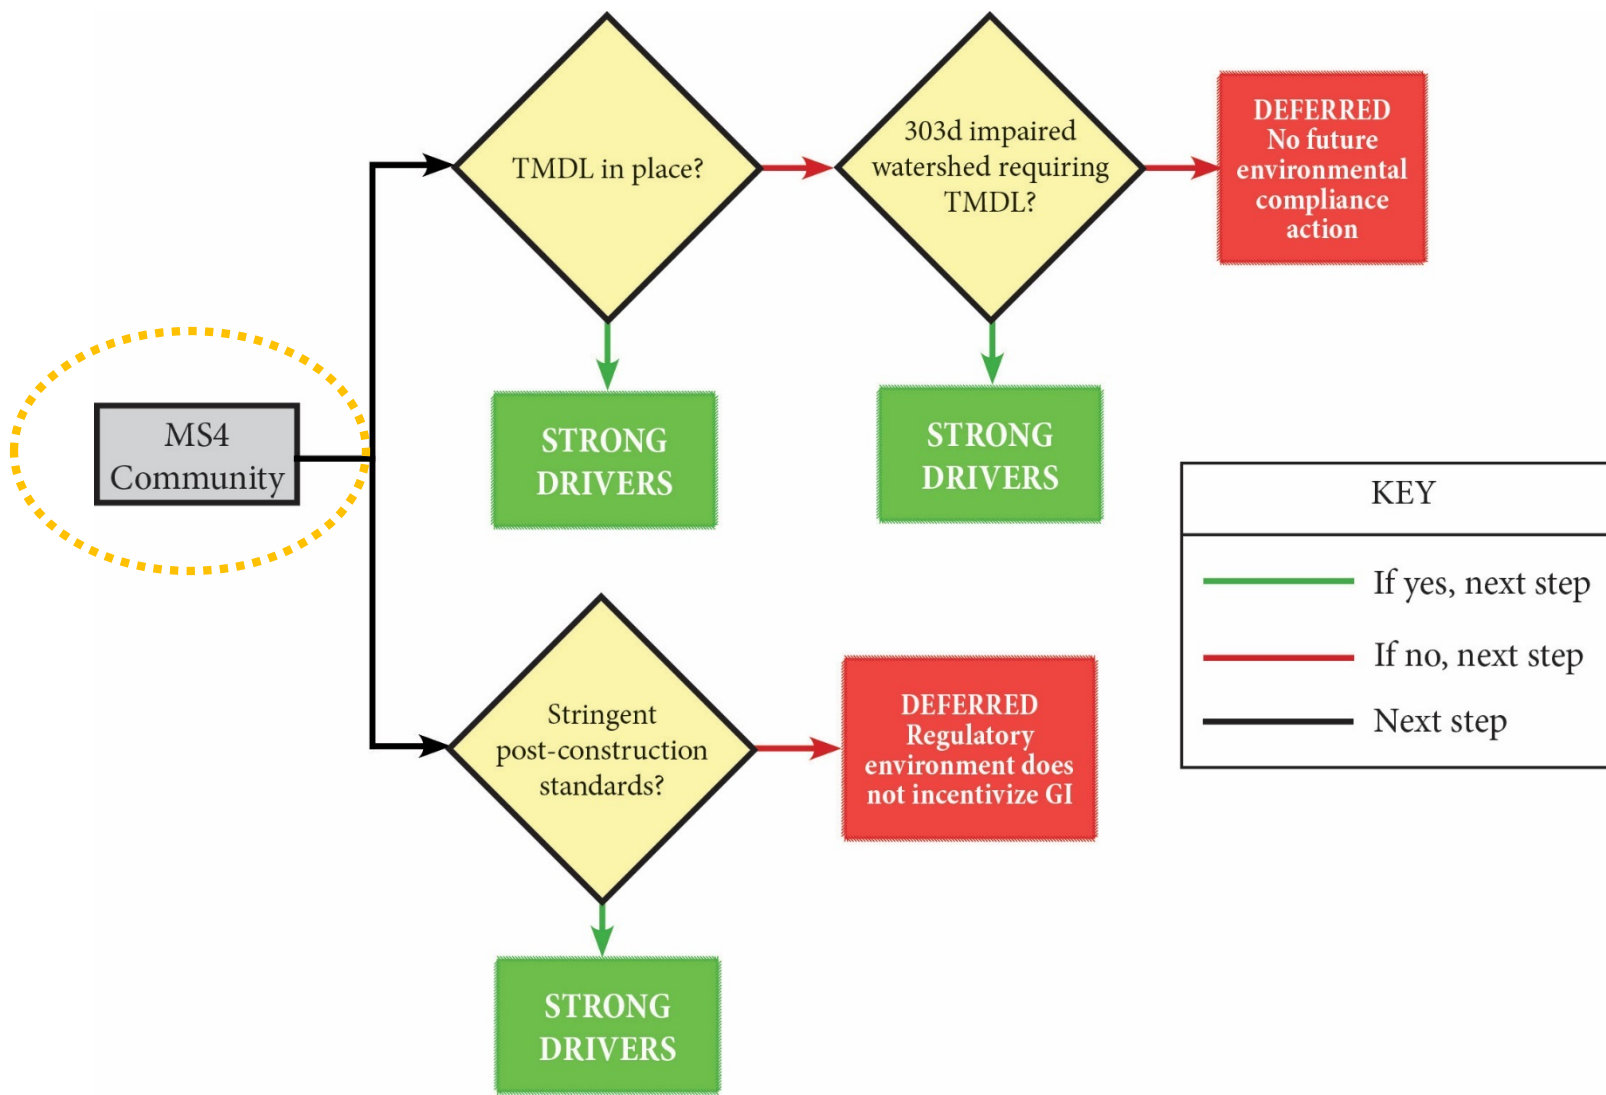 MS4
Community
TMDL in place?
303d impaired
watershed requiring
TMDL?
DEFERRED
No future
environmental
compliance
action
STRONG
DRIVERS
STRONG
DRIVERS
Stringent
post-construction
standards?
DEFERRED
Regulatory
environment does
not incentivize GI
STRONG
DRIVERS
KEY
If yes, next step
If no, next step
Next step